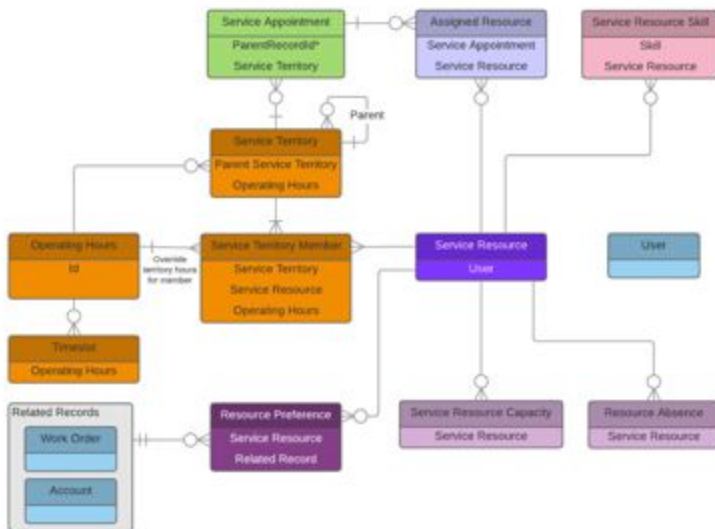 Service Appointment
ParentRecordId*
Service Territory
Assigned Resource
Service Appointment
Service Resource
Service Resource Skill
Skill
Service Resource
Parent
Service Territory
Parent Service Territory
Operating Hours
Operating Hours
Id
Override
territory hours
for member
Service Territory Member
Service Territory
Service Resource
Operating Hours
Service Resource
User
User
Timeslot
Operating Hours
Related Records
Work Order
Account
Resource Preference
Service Resource
Related Record
Service Resource Capacity
Service Resource
Resource Absence
Service Resource